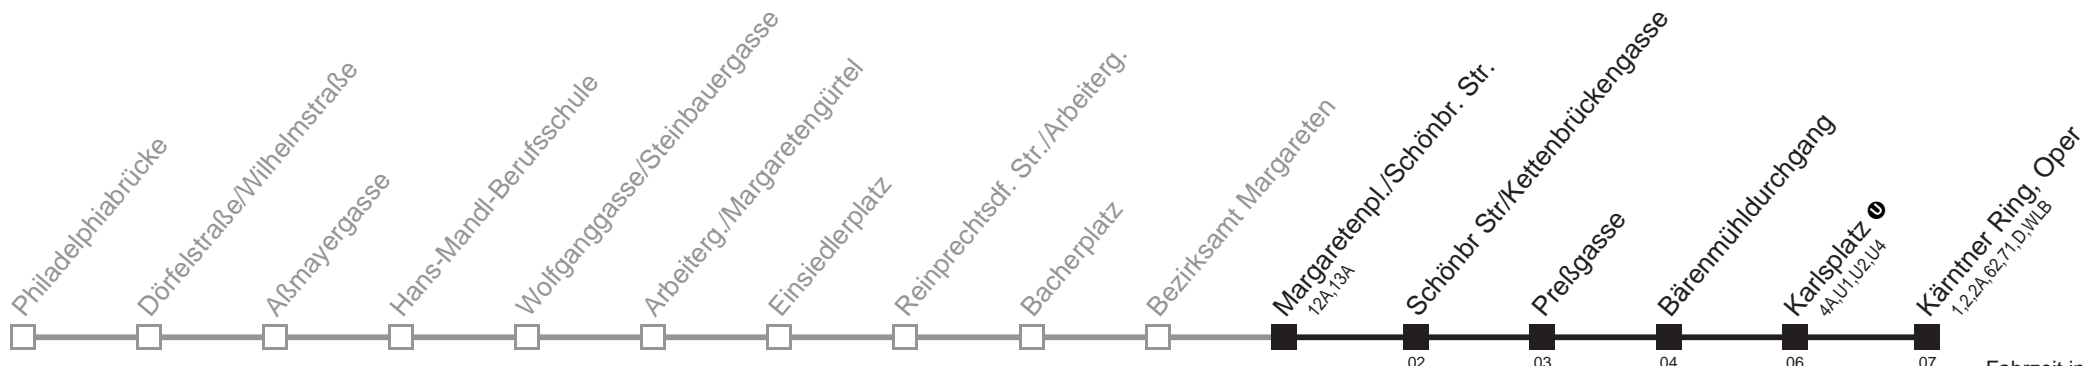 Philadelphiabrücke
Dörfelstraße/Wilhelmstraße
Aßmayergasse
Hans-Mandl-Berufsschule
Wolfganggasse/Steinbauergasse
Arbeiterg./Margaretengürtel
Einsiedlerplatz
Reinprechtsdf. Str./Arbeiterg.
Bacherplatz
Bezirksamt Margareten
Margaretenpl./Schönbr. Str.
12A,13A
Schönbr Str/Kettenbrückengasse
Preßgasse
Bärenmühldurchgang
Karlsplatz U
4A,U1,U2,U4
Kärntner Ring, Oper
1,2,2A,62,71,D,WLB
02 03 04 06 07
Fahrzeit in